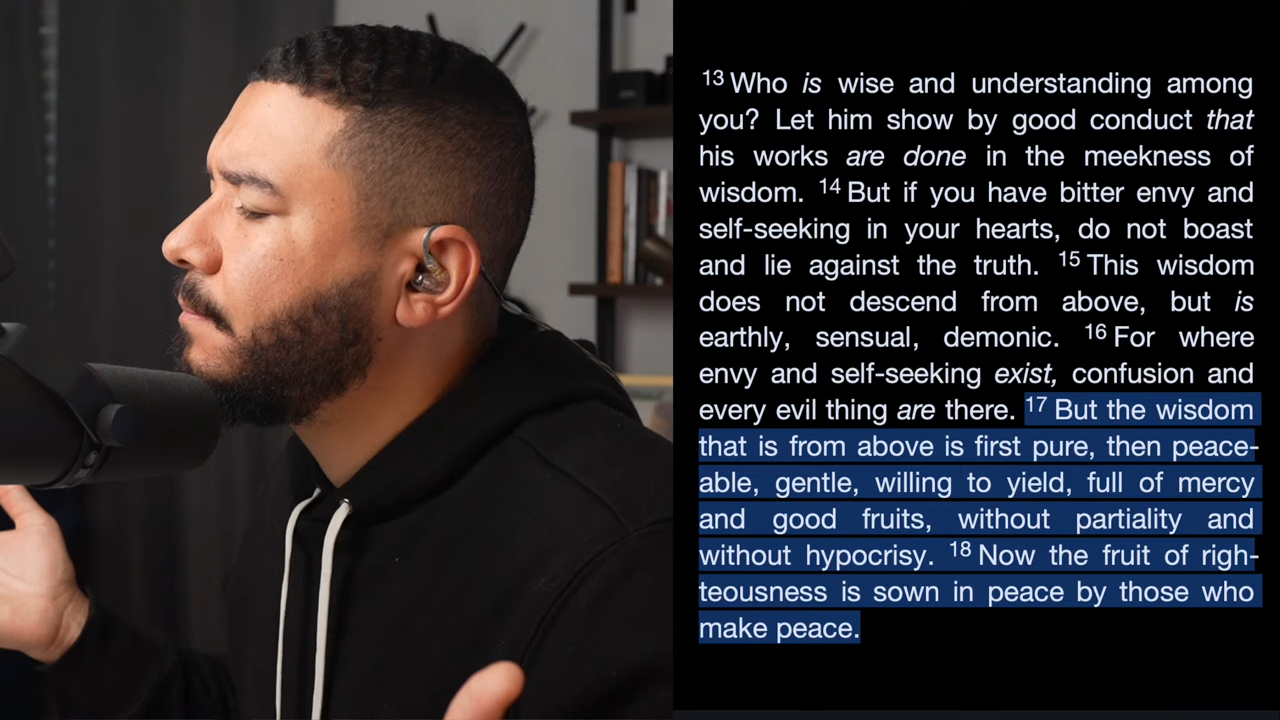 13 Who is wise and understanding among
you? Let him show by good conduct that
his works are done in the meekness of
wisdom. 14 But if you have bitter envy and
self-seeking in your hearts, do not boast
and lie against the truth. 15 This wisdom
does not descend from above, but is
earthly, sensual, demonic. 16 For where
envy and self-seeking exist, confusion and
every evil thing are there. 17 But the wisdom
that is from above is first pure, then peace-
able, gentle, willing to yield, full of mercy
and good fruits, without partiality and
without hypocrisy. 18 Now the fruit of righ-
teousness is sown in peace by those who
make peace.